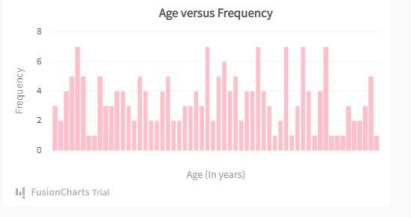 Age versus Frequency
8
6
4
2
0
Frequency
Age (In years)
FusionCharts Trial